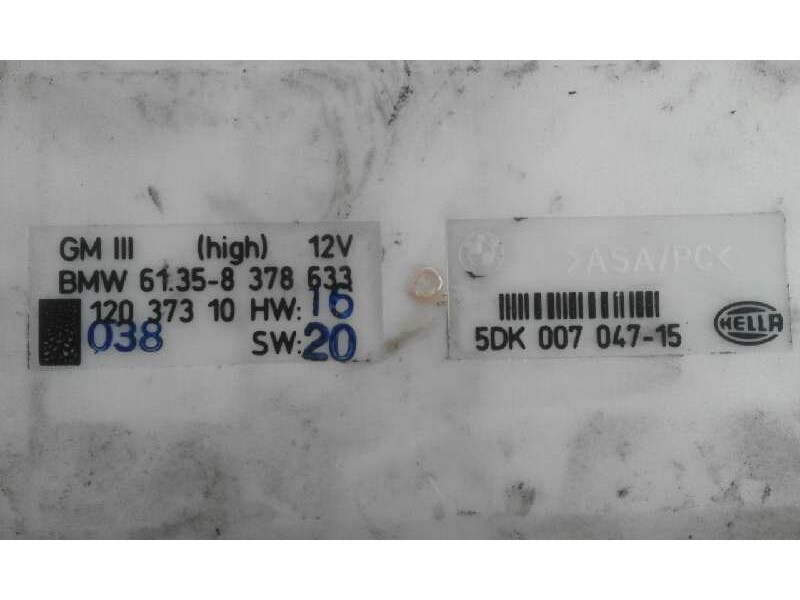 GM III (high) 12V
BMW 61.35-8 378 633
120 373 10 HW: 16
038 SW: 20
>ASA/PC<
5DK 007 047-15
HELLA